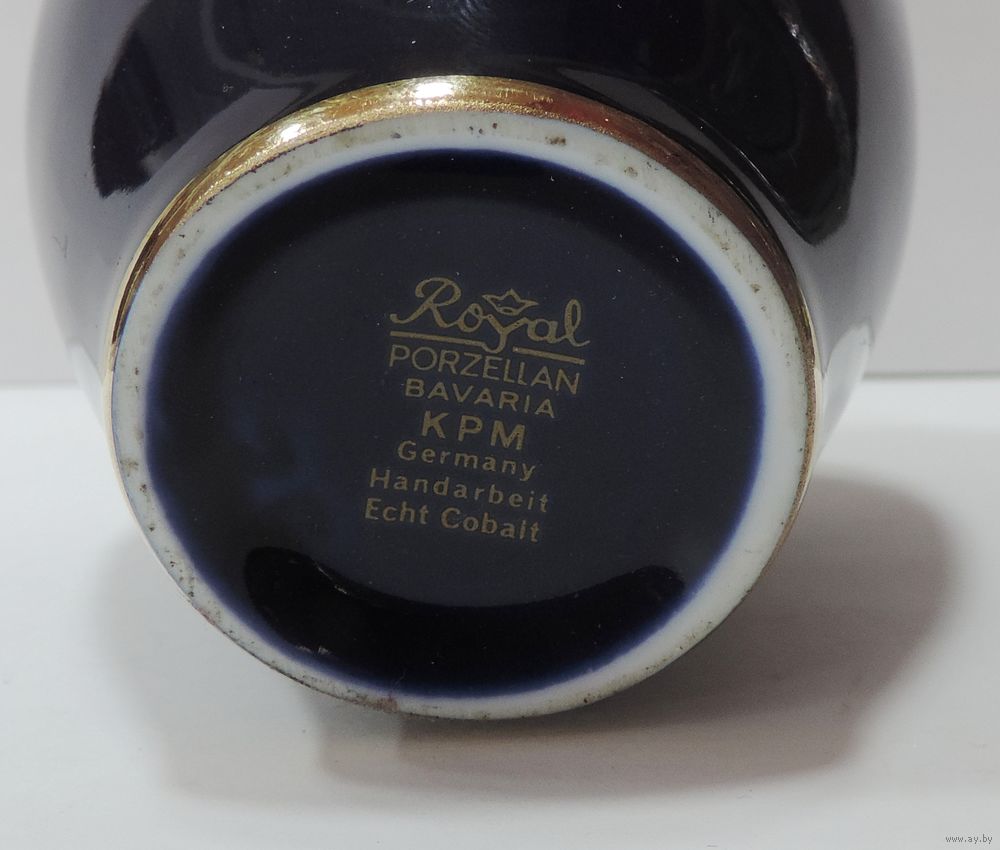 Royal
PORZELLAN
BAVARIA
KPM
Germany
Handarbeit
Echt Cobalt
www.ay.by